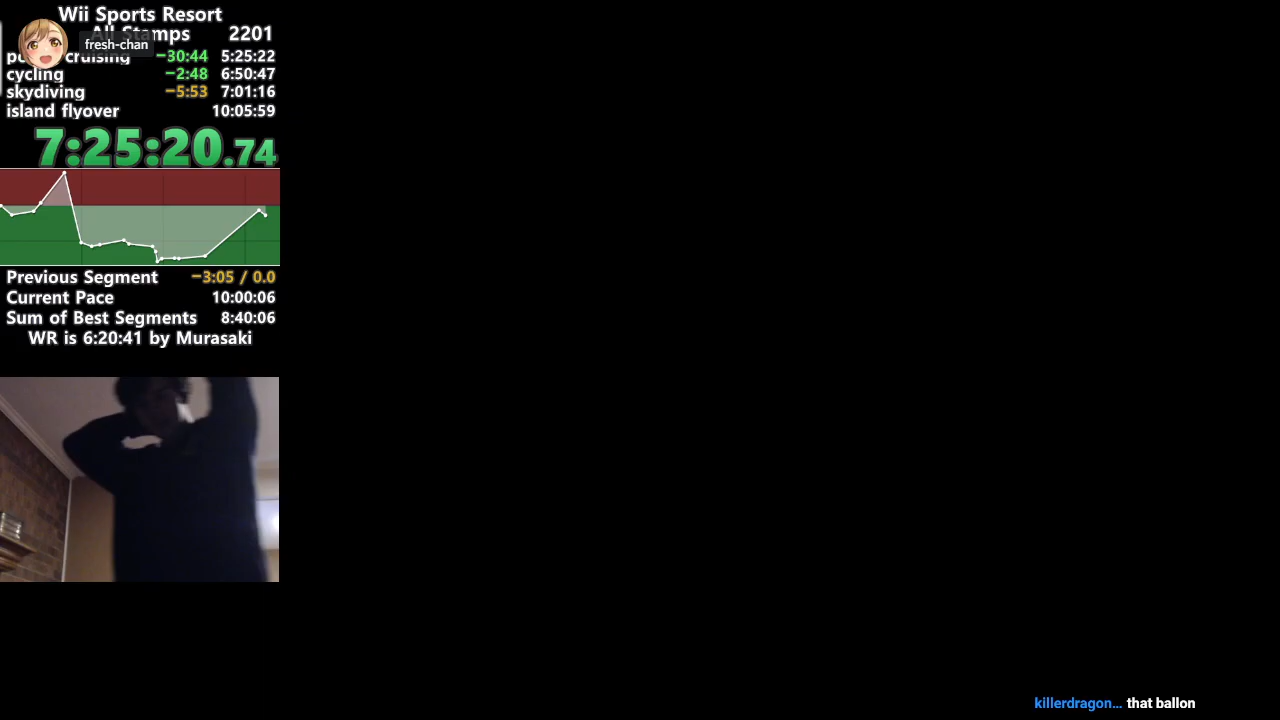 Wii Sports Resort
All Stamps 2201
fresh-chan
cruising −30:44 5:25:22
cycling −2:48 6:50:47
skydiving −5:53 7:01:16
island flyover 10:05:59
7:25:20.74
Previous Segment −3:05 / 0.0
Current Pace 10:00:06
Sum of Best Segments 8:40:06
WR is 6:20:41 by Murasaki
killerdragon… that ballon